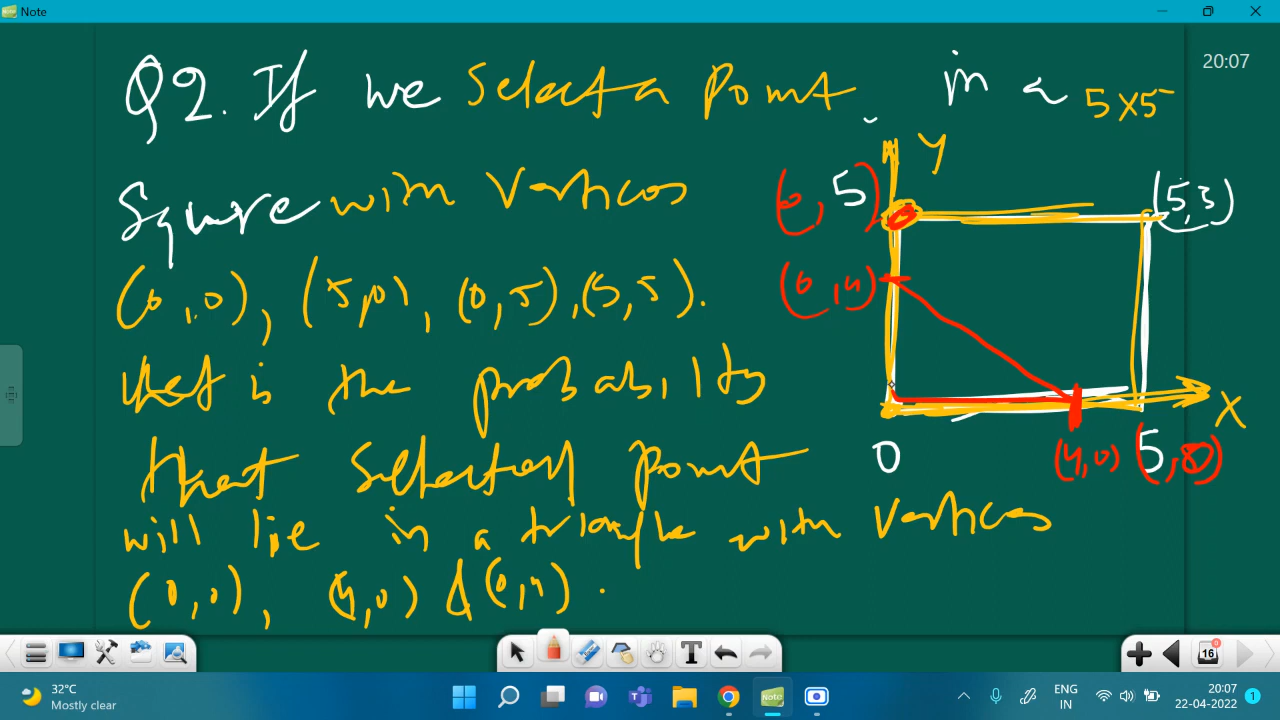 Note
20:07
Q2. If we Select a Point in a 5x5
Square with Vertices
(0,0), (5,0), (0,5), (5,5).
What is the probability
that selected point
will lie in a triangle with vertices
(0,0), (4,0) & (0,4).
Y
(0,5)
(5,5)
(0,4)
X
0
(4,0)
(5,0)
T
16
32°C
Mostly clear
Note
ENG
IN
20:07
22-04-2022
1